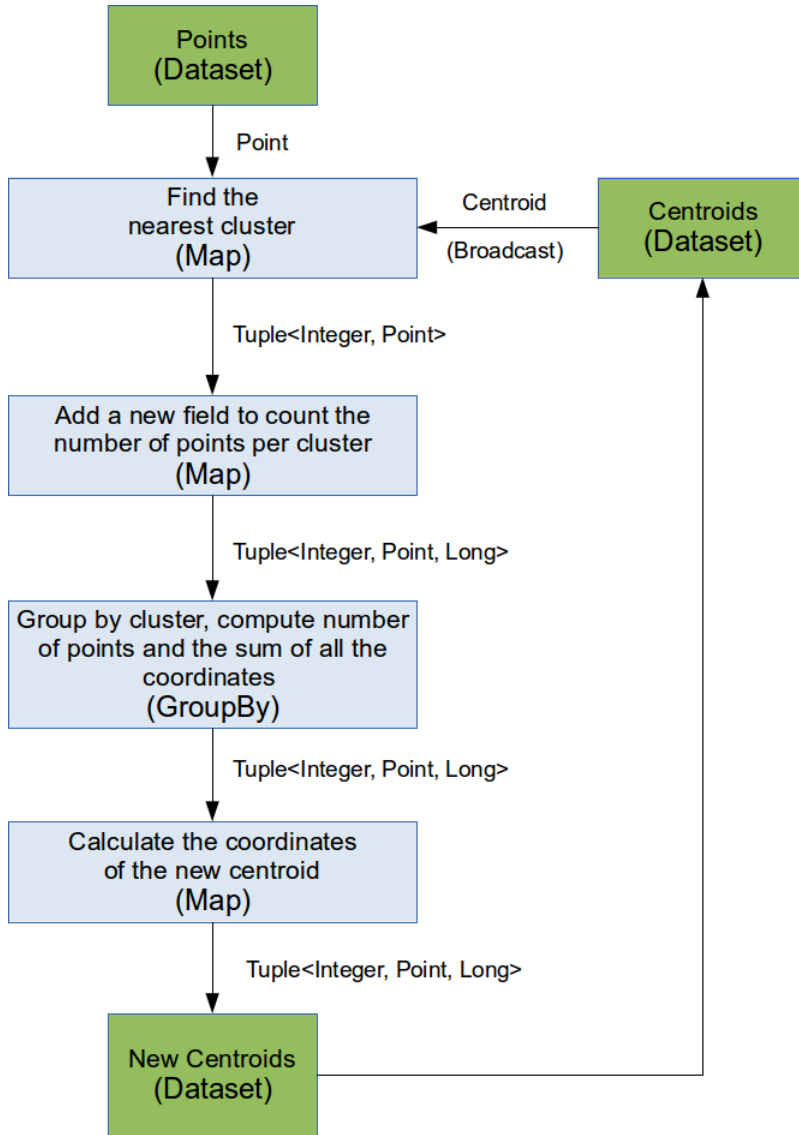 Points
(Dataset)
Point
Find the
nearest cluster
(Map)
Centroid
(Broadcast)
Centroids
(Dataset)
Tuple<Integer, Point>
Add a new field to count the
number of points per cluster
(Map)
Tuple<Integer, Point, Long>
Group by cluster, compute number
of points and the sum of all the
coordinates
(GroupBy)
Tuple<Integer, Point, Long>
Calculate the coordinates
of the new centroid
(Map)
Tuple<Integer, Point, Long>
New Centroids
(Dataset)